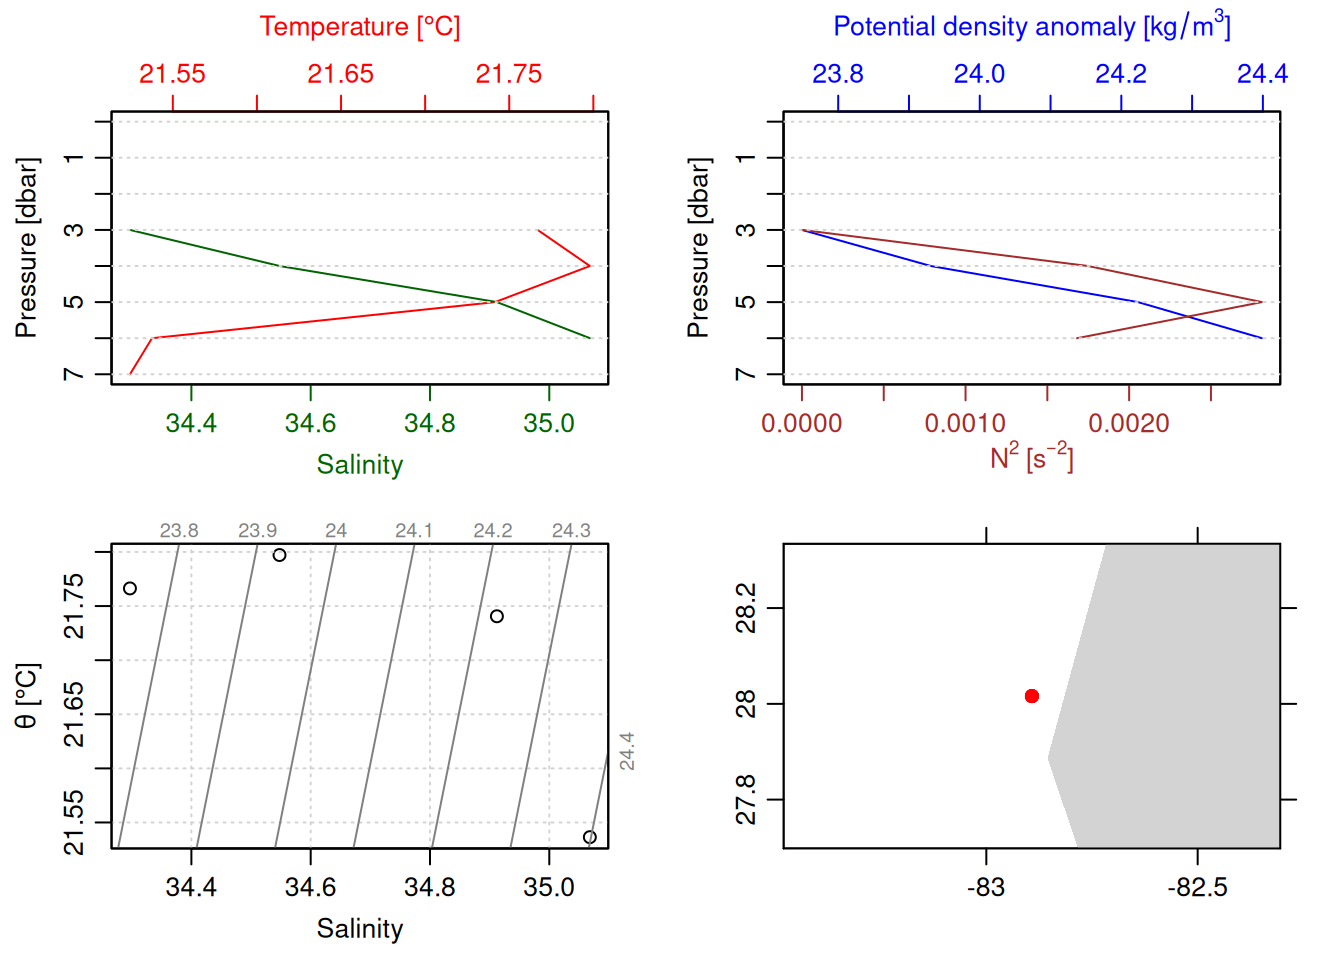 Temperature [°C]
21.55 21.65 21.75
Pressure [dbar]
1
3
5
7
34.4 34.6 34.8 35.0
Salinity
Potential density anomaly [kg/m³]
23.8 24.0 24.2 24.4
Pressure [dbar]
1
3
5
7
0.0000 0.0010 0.0020
N² [s⁻²]
23.8 23.9 24 24.1 24.2 24.3
24.4
θ [°C]
21.75
21.65
21.55
34.4 34.6 34.8 35.0
Salinity
28.2
28
27.8
-83 -82.5